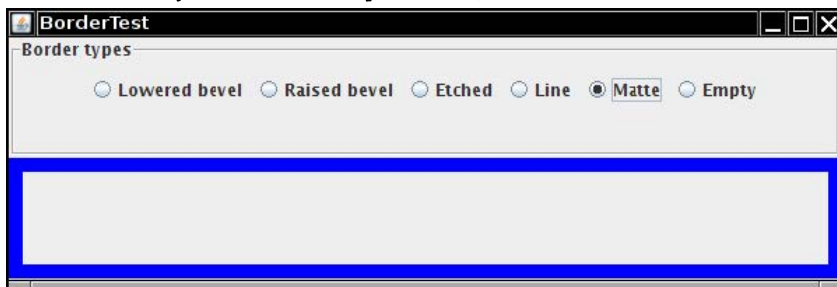 BorderTest
Border types
Lowered bevel Raised bevel Etched Line Matte Empty